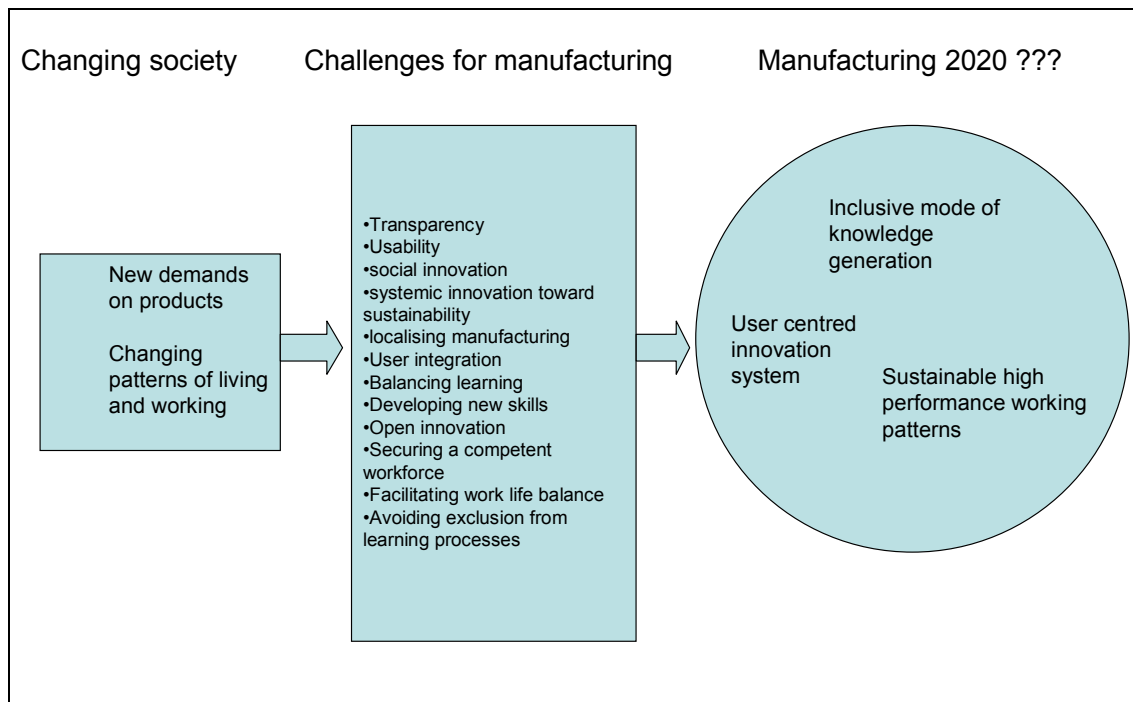 Changing society
Challenges for manufacturing
Manufacturing 2020 ???
New demands
on products
Changing
patterns of living
and working
•Transparency
•Usability
•social innovation
•systemic innovation toward
sustainability
•localising manufacturing
•User integration
•Balancing learning
•Developing new skills
•Open innovation
•Securing a competent
workforce
•Facilitating work life balance
•Avoiding exclusion from
learning processes
Inclusive mode of
knowledge
generation
User centred
innovation
system
Sustainable high
performance working
patterns